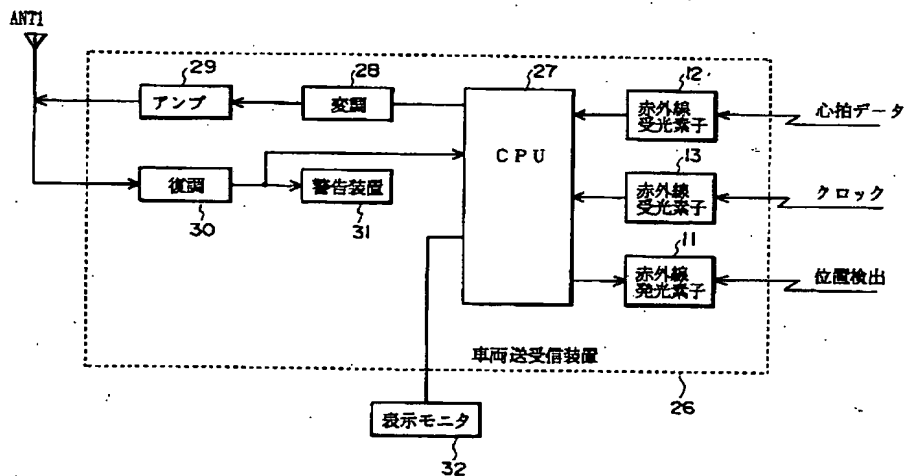 ANT1
29
アンプ
28
変調
27
CPU
12
赤外線
受光素子
心拍データ
13
赤外線
受光素子
クロック
復調
30
警告装置
31
11
赤外線
発光素子
位置検出
車両送受信装置
26
表示モニタ
32